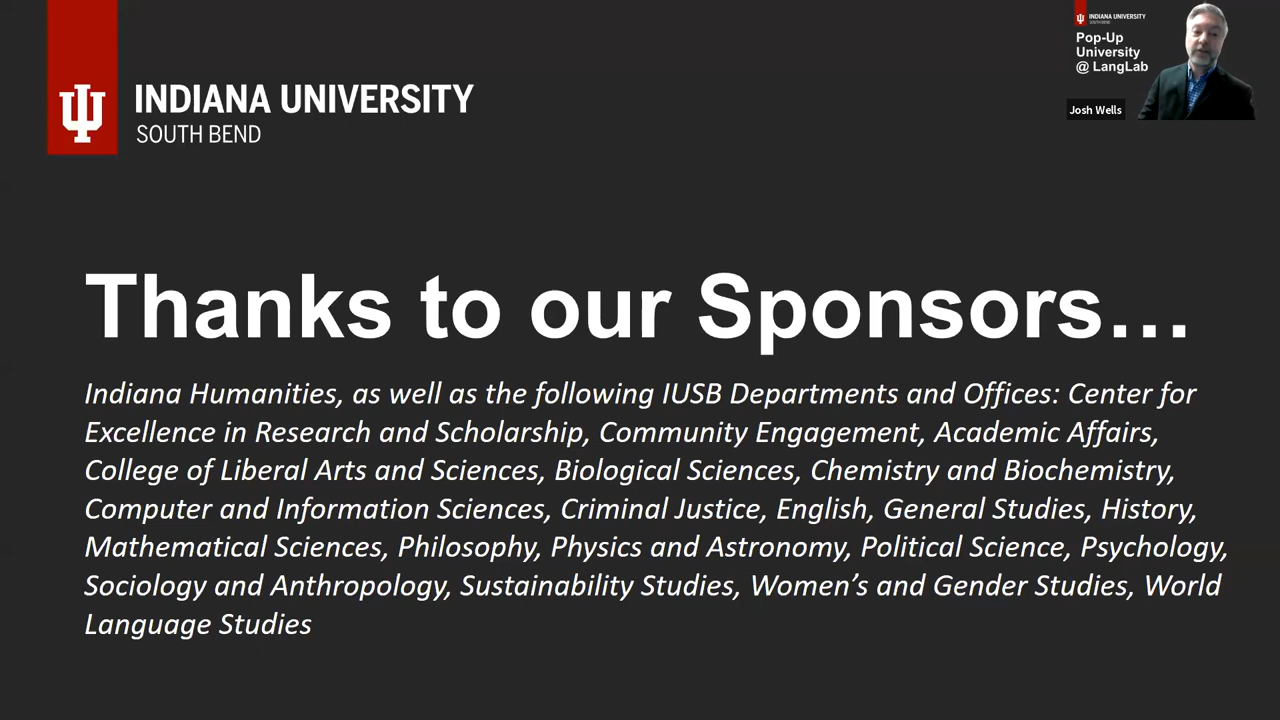 INDIANA UNIVERSITY
SOUTH BEND
INDIANA UNIVERSITY
SOUTH BEND
Pop-Up
University
@ LangLab
Josh Wells
Thanks to our Sponsors…
Indiana Humanities, as well as the following IUSB Departments and Offices: Center for
Excellence in Research and Scholarship, Community Engagement, Academic Affairs,
College of Liberal Arts and Sciences, Biological Sciences, Chemistry and Biochemistry,
Computer and Information Sciences, Criminal Justice, English, General Studies, History,
Mathematical Sciences, Philosophy, Physics and Astronomy, Political Science, Psychology,
Sociology and Anthropology, Sustainability Studies, Women’s and Gender Studies, World
Language Studies